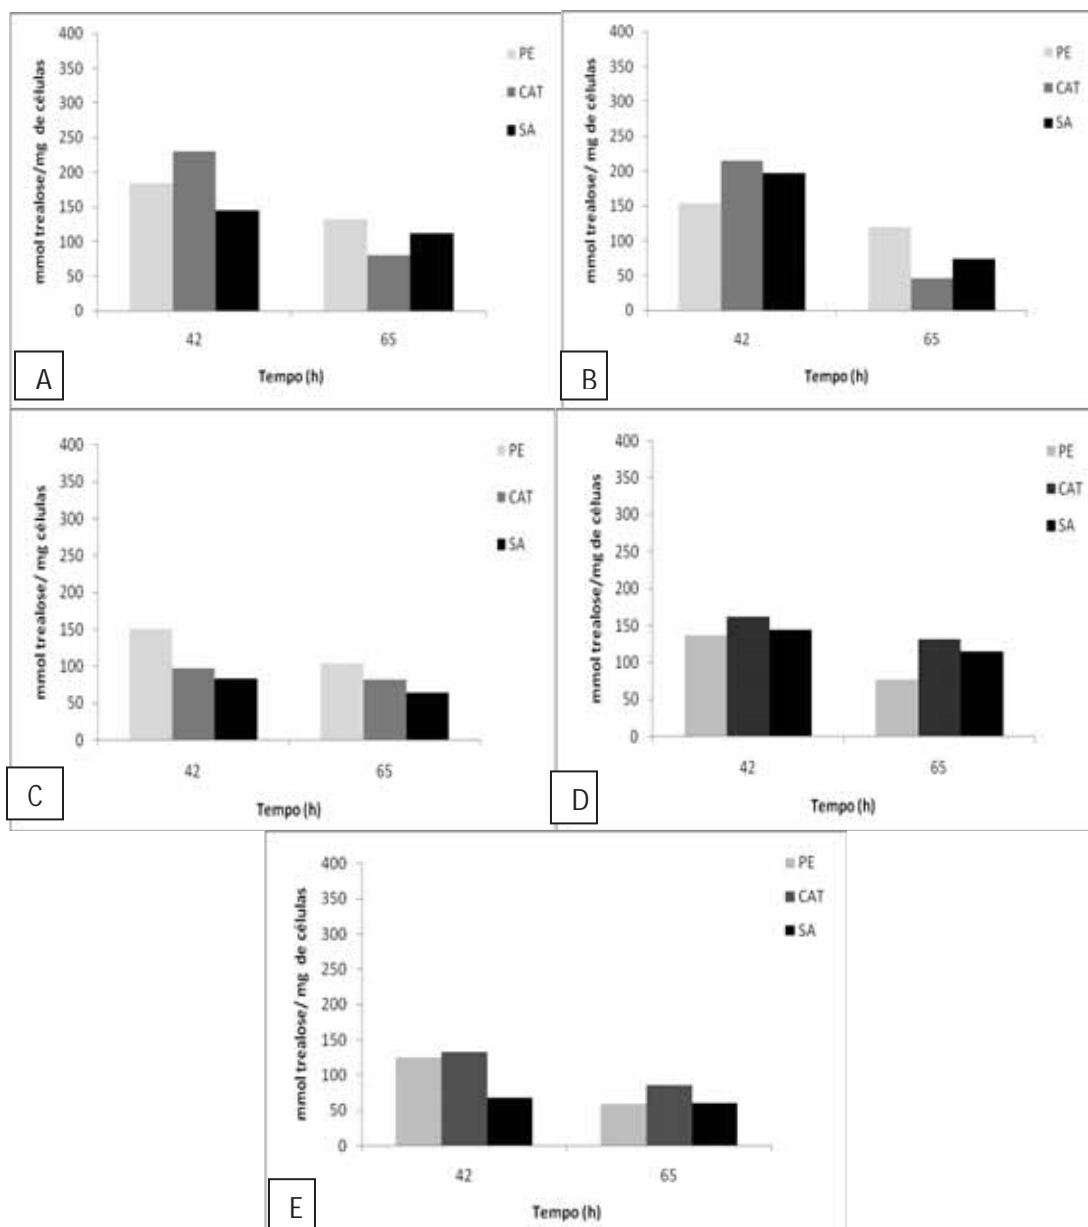 mmol trealose/mg de células
400
350
300
250
200
150
100
50
0
42
65
Tempo (h)
PE
CAT
SA
A
mmol trealose/ mg de células
400
350
300
250
200
150
100
50
0
42
65
Tempo (h)
PE
CAT
SA
B
mmol trealose/ mg células
400
350
300
250
200
150
100
50
0
42
65
Tempo (h)
PE
CAT
SA
C
mmol trealose/mg de céluas
400
350
300
250
200
150
100
50
0
42
65
Tempo (h)
PE
CAT
SA
D
mmol trealose/ mg de células
400
350
300
250
200
150
100
50
0
42
65
Tempo (h)
PE
CAT
SA
E